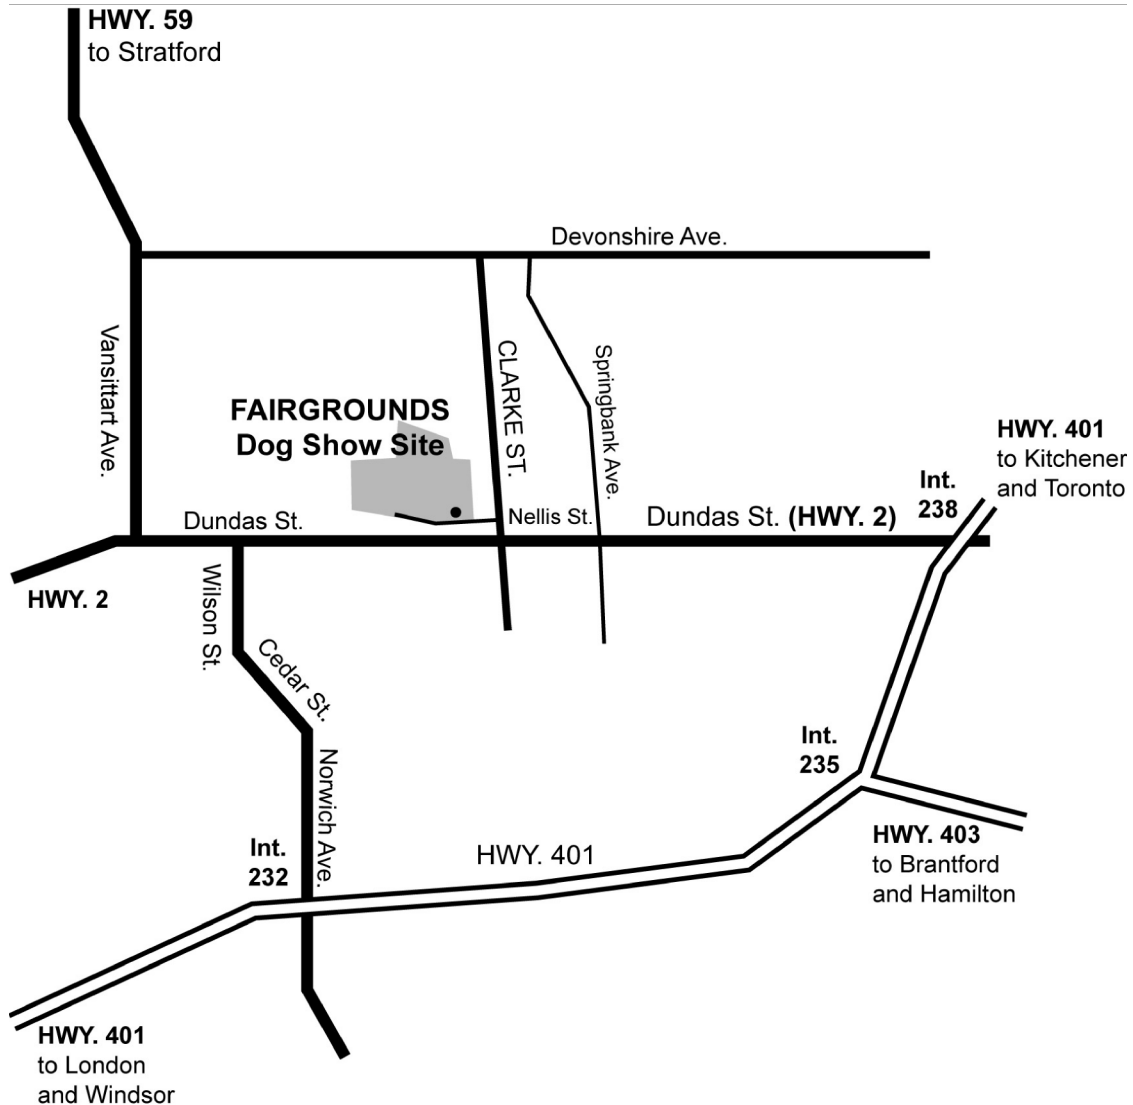 HWY. 59
to Stratford
Devonshire Ave.
Vansittart Ave.
CLARKE ST.
Springbank Ave.
FAIRGROUNDS
Dog Show Site
HWY. 401
to Kitchener
and Toronto
Int.
238
Dundas St.
Nellis St.
Dundas St. (HWY. 2)
HWY. 2
Wilson St.
Cedar St.
Norwich Ave.
Int.
235
Int.
232
HWY. 401
HWY. 403
to Brantford
and Hamilton
HWY. 401
to London
and Windsor